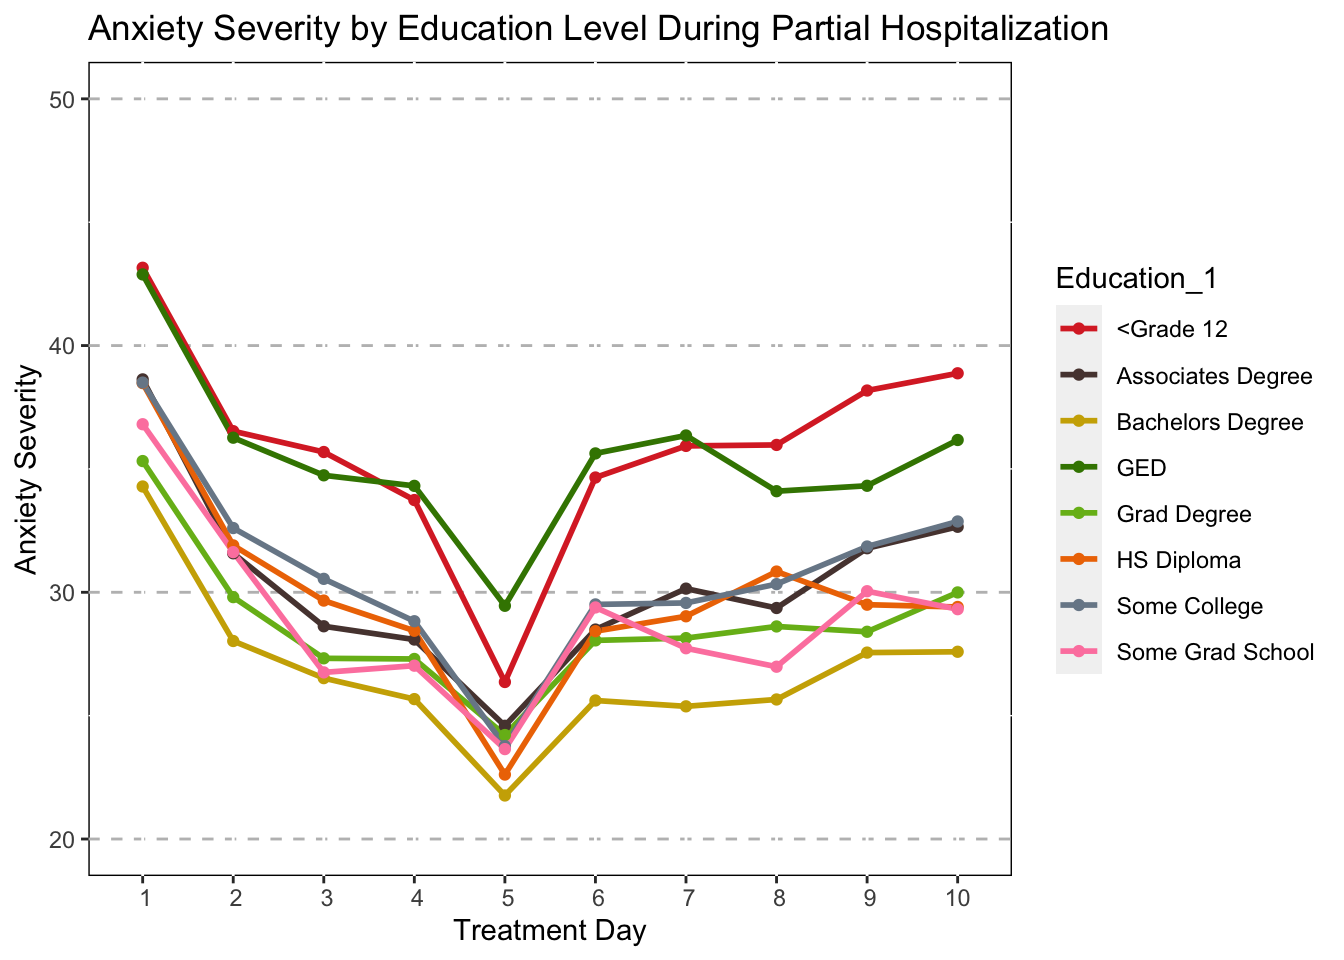 Anxiety Severity by Education Level During Partial Hospitalization
50
40
30
20
Anxiety Severity
1 2 3 4 5 6 7 8 9 10
Treatment Day
Education_1
<Grade 12
Associates Degree
Bachelors Degree
GED
Grad Degree
HS Diploma
Some College
Some Grad School